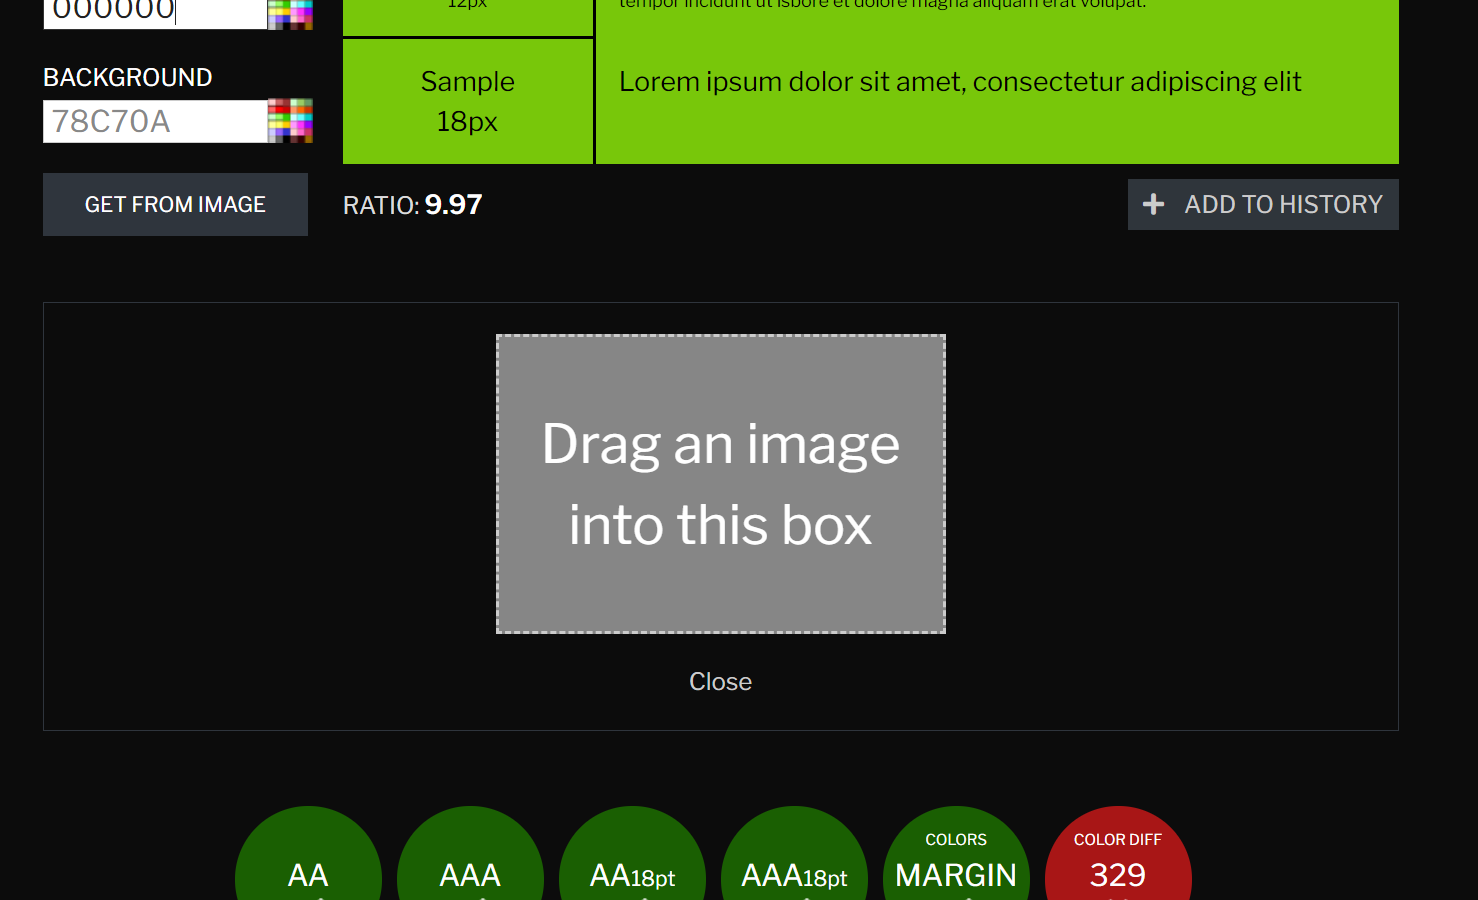 000000
12px
tempor incidunt ut isbore et dolore magna aliquam erat volupat.
BACKGROUND
78C70A
Sample
18px
Lorem ipsum dolor sit amet, consectetur adipiscing elit
GET FROM IMAGE
RATIO: 9.97
+ ADD TO HISTORY
Drag an image
into this box
Close
AA
AAA
AA18pt
AAA18pt
COLORS
MARGIN
COLOR DIFF
329